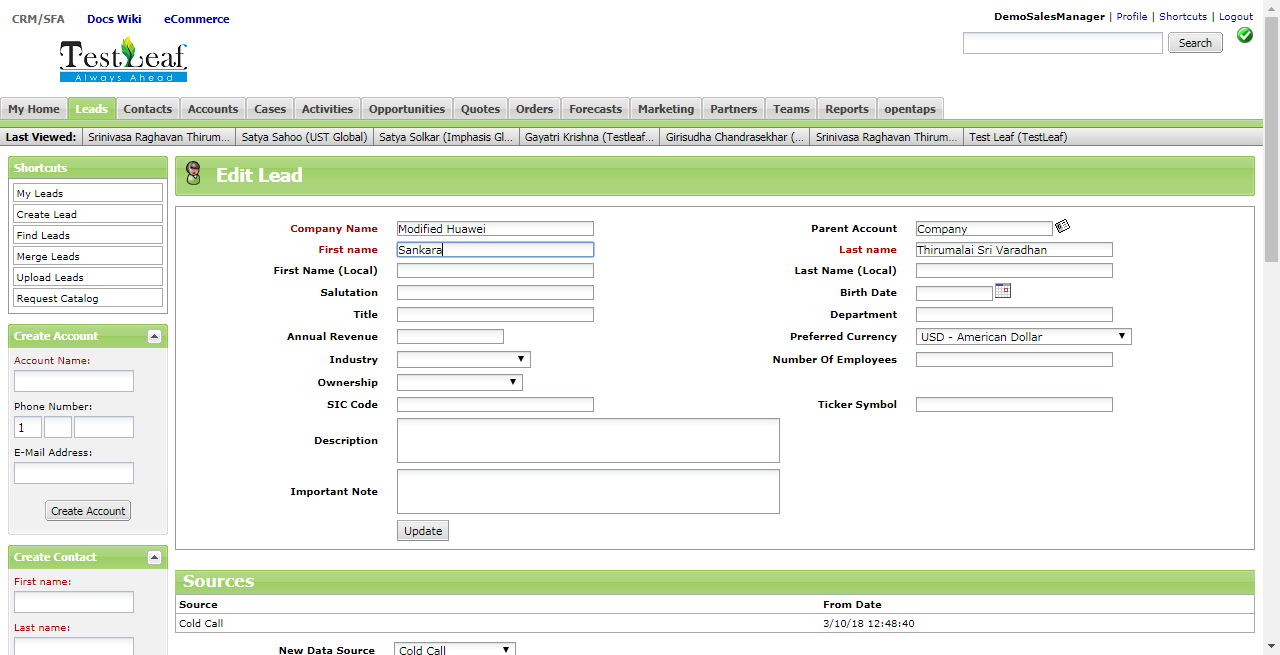 CRM/SFA Docs Wiki eCommerce
DemoSalesManager | Profile | Shortcuts | Logout
TestLeaf
Always Ahead
Search
My Home Leads Contacts Accounts Cases Activities Opportunities Quotes Orders Forecasts Marketing Partners Teams Reports opentaps
Last Viewed: Srinivasa Raghavan Thirum... Satya Sahoo (UST Global) Satya Solkar (Imphasis Gl... Gayatri Krishna (Testleaf... Girisudha Chandrasekhar (... Srinivasa Raghavan Thirum... Test Leaf (TestLeaf)
Shortcuts
My Leads
Create Lead
Find Leads
Merge Leads
Upload Leads
Request Catalog
Create Account
Account Name:
Phone Number:
1
E-Mail Address:
Create Account
Create Contact
First name:
Last name:
Edit Lead
Company Name Modified Huawei Parent Account Company
First name Sankara Last name Thirumalai Sri Varadhan
First Name (Local) Last Name (Local)
Salutation Birth Date
Title Department
Annual Revenue Preferred Currency USD - American Dollar
Industry Number Of Employees
Ownership
SIC Code Ticker Symbol
Description
Important Note
Update
Sources
Source From Date
Cold Call 3/10/18 12:48:40
New Data Source Cold Call